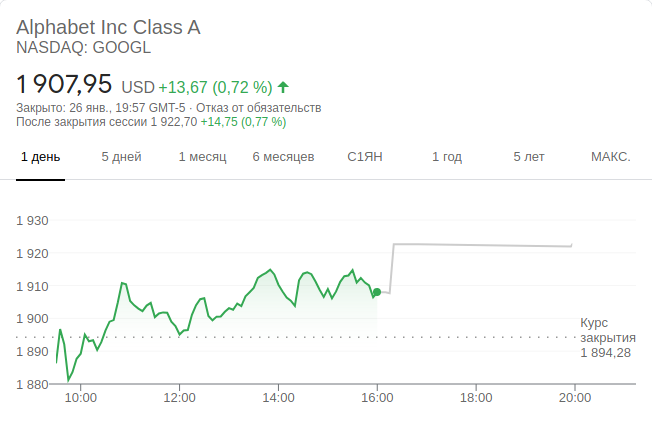 Alphabet Inc Class A
NASDAQ: GOOGL
1 907,95 USD +13,67 (0,72 %)
Закрыто: 26 янв., 19:57 GMT-5 · Отказ от обязательств
После закрытия сессии 1 922,70 +14,75 (0,77 %)
1 день 5 дней 1 месяц 6 месяцев С1ЯН 1 год 5 лет МАКС.
1 930
1 920
1 910
1 900
1 890
1 880
Курс
закрытия
1 894,28
10:00 12:00 14:00 16:00 18:00 20:00